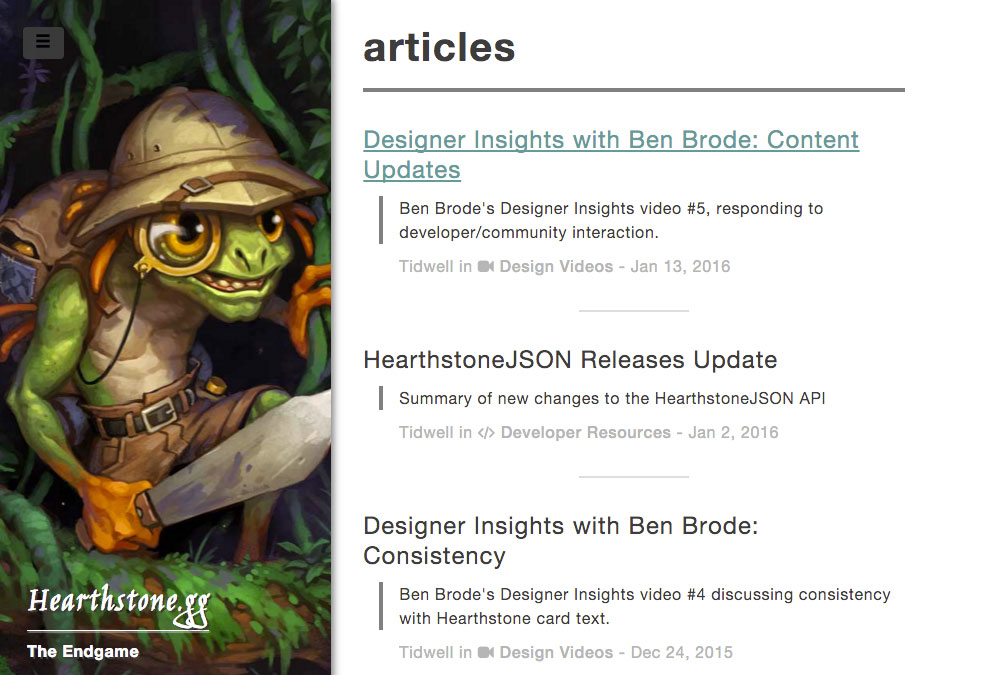 articles
Designer Insights with Ben Brode: Content
Updates
Ben Brode's Designer Insights video #5, responding to
developer/community interaction.
Tidwell in Design Videos - Jan 13, 2016
HearthstoneJSON Releases Update
Summary of new changes to the HearthstoneJSON API
Tidwell in </> Developer Resources - Jan 2, 2016
Designer Insights with Ben Brode:
Consistency
Ben Brode's Designer Insights video #4 discussing consistency
with Hearthstone card text.
Tidwell in Design Videos - Dec 24, 2015
Hearthstone.gg
The Endgame